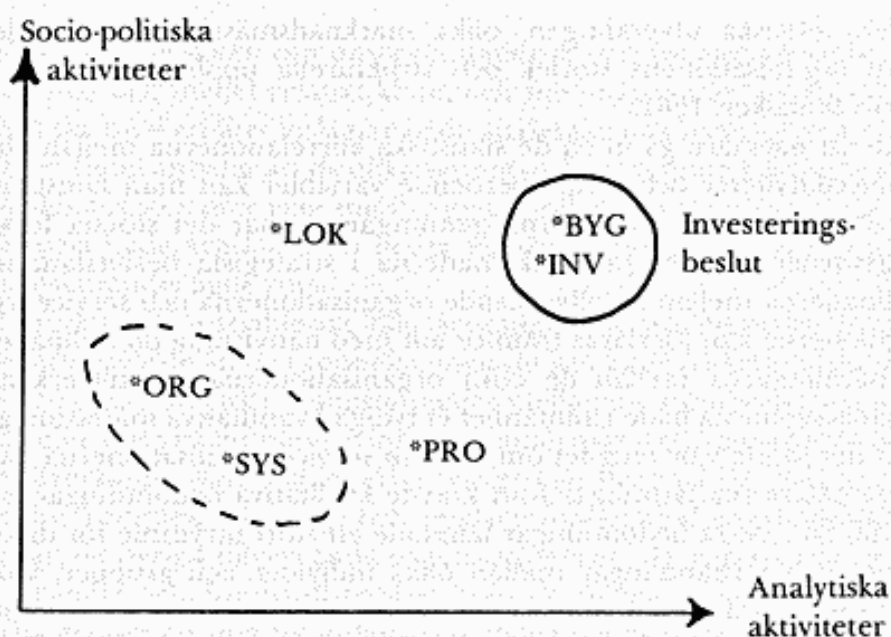 Socio-politiska
aktiviteter
*LOK
*BYG
*INV
Investerings-
beslut
*ORG
*SYS
*PRO
Analytiska
aktiviteter